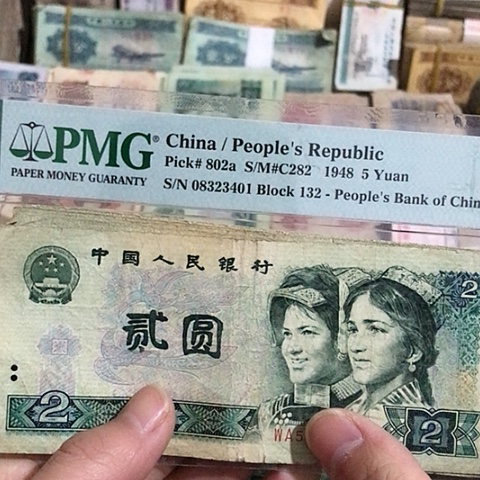 PMG®
PAPER MONEY GUARANTY
China / People's Republic
Pick# 802a S/M#C282 1948 5 Yuan
S/N 08323401 Block 132 - People's Bank of Chin
中国人民银行
贰圆
2
2
2
WA5